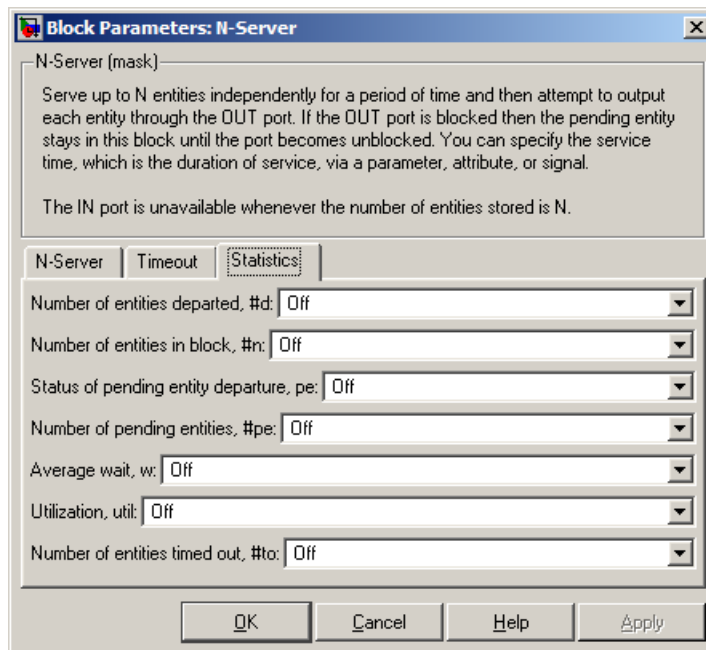 Block Parameters: N-Server
N-Server (mask)
Serve up to N entities independently for a period of time and then attempt to output
each entity through the OUT port. If the OUT port is blocked then the pending entity
stays in this block until the port becomes unblocked. You can specify the service
time, which is the duration of service, via a parameter, attribute, or signal.
The IN port is unavailable whenever the number of entities stored is N.
N-Server Timeout Statistics
Number of entities departed, #d: Off
Number of entities in block, #n: Off
Status of pending entity departure, pe: Off
Number of pending entities, #pe: Off
Average wait, w: Off
Utilization, util: Off
Number of entities timed out, #to: Off
OK Cancel Help Apply